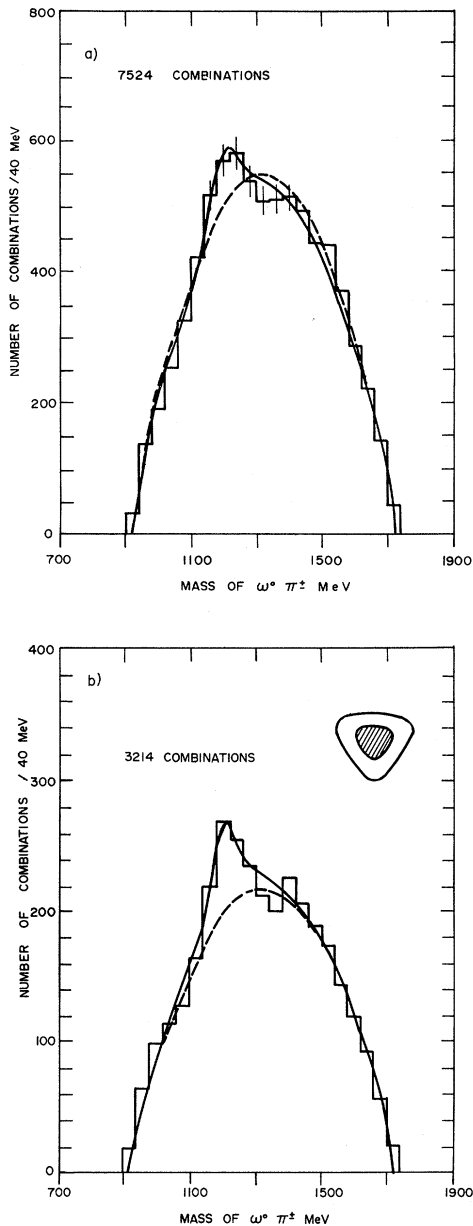 800
a)
7524 COMBINATIONS
600
400
200
0
NUMBER OF COMBINATIONS /40 MeV
700 1100 1500 1900
MASS OF ω° π± MeV
400
b)
3214 COMBINATIONS
300
200
100
0
NUMBER OF COMBINATIONS / 40 MeV
700 1100 1500 1900
MASS OF ω° π± MeV